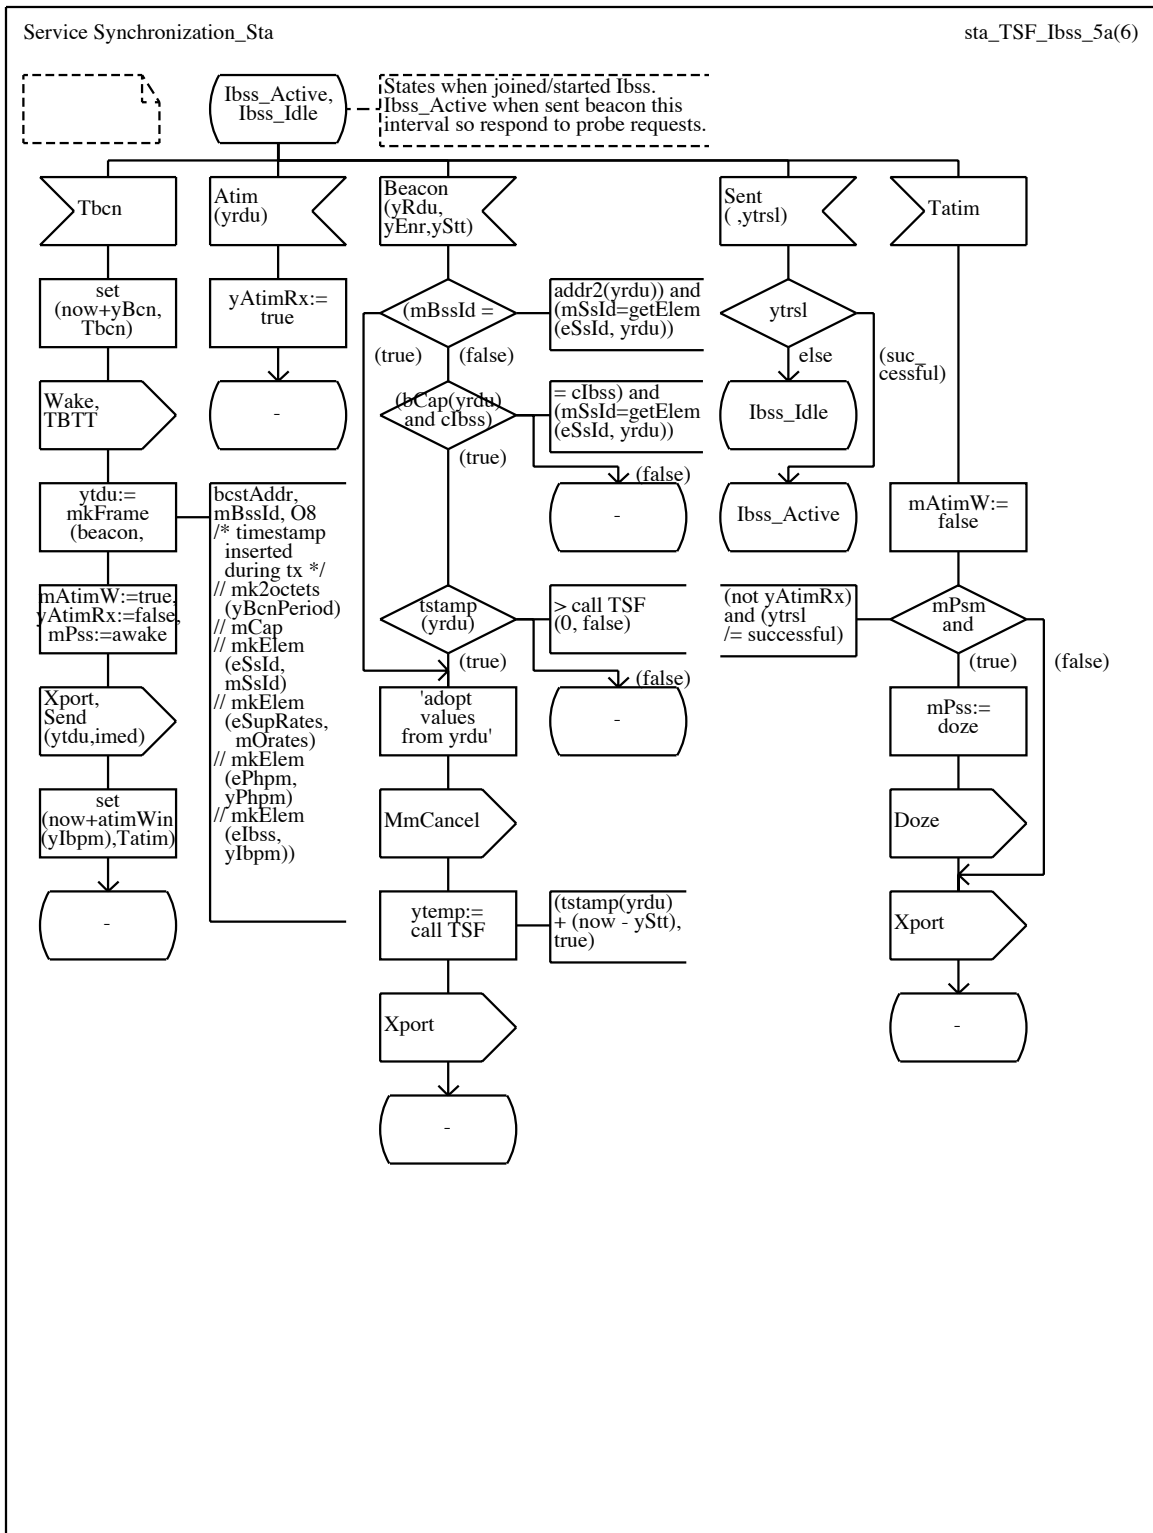 Service Synchronization_Sta
sta_TSF_Ibss_5a(6)
Ibss_Active,
Ibss_Idle
States when joined/started Ibss.
Ibss_Active when sent beacon this
interval so respond to probe requests.
Tbcn
Atim
(yrdu)
Beacon
(yRdu,
yEnr,yStt)
Sent
( ,ytrsl)
Tatim
set
(now+yBcn,
Tbcn)
yAtimRx:=
true
(mBssId =
addr2(yrdu)) and
(mSsId=getElem
(eSsId, yrdu))
ytrsl
(true)
(false)
else
(suc_
cessful)
Wake,
TBTT
-
(bCap(yrdu)
and cIbss)
= cIbss) and
(mSsId=getElem
(eSsId, yrdu))
Ibss_Idle
(true)
(false)
ytdu:=
mkFrame
(beacon,
bcstAddr,
mBssId, O8
/* timestamp
inserted
during tx */
// mk2octets
(yBcnPeriod)
// mCap
// mkElem
(eSsId,
mSsId)
// mkElem
(eSupRates,
mOrates)
// mkElem
(ePhpm,
yPhpm)
// mkElem
(eIbss,
yIbpm))
-
Ibss_Active
mAtimW:=
false
mAtimW:=true,
yAtimRx:=false,
mPss:=awake
tstamp
(yrdu)
> call TSF
(0, false)
(not yAtimRx)
and (ytrsl
/= successful)
mPsm
and
(true)
(false)
(true)
(false)
Xport,
Send
(ytdu,imed)
'adopt
values
from yrdu'
-
mPss:=
doze
set
(now+atimWin
(yIbpm),Tatim)
MmCancel
Doze
-
ytemp:=
call TSF
(tstamp(yrdu)
+ (now - yStt),
true)
Xport
Xport
-
-